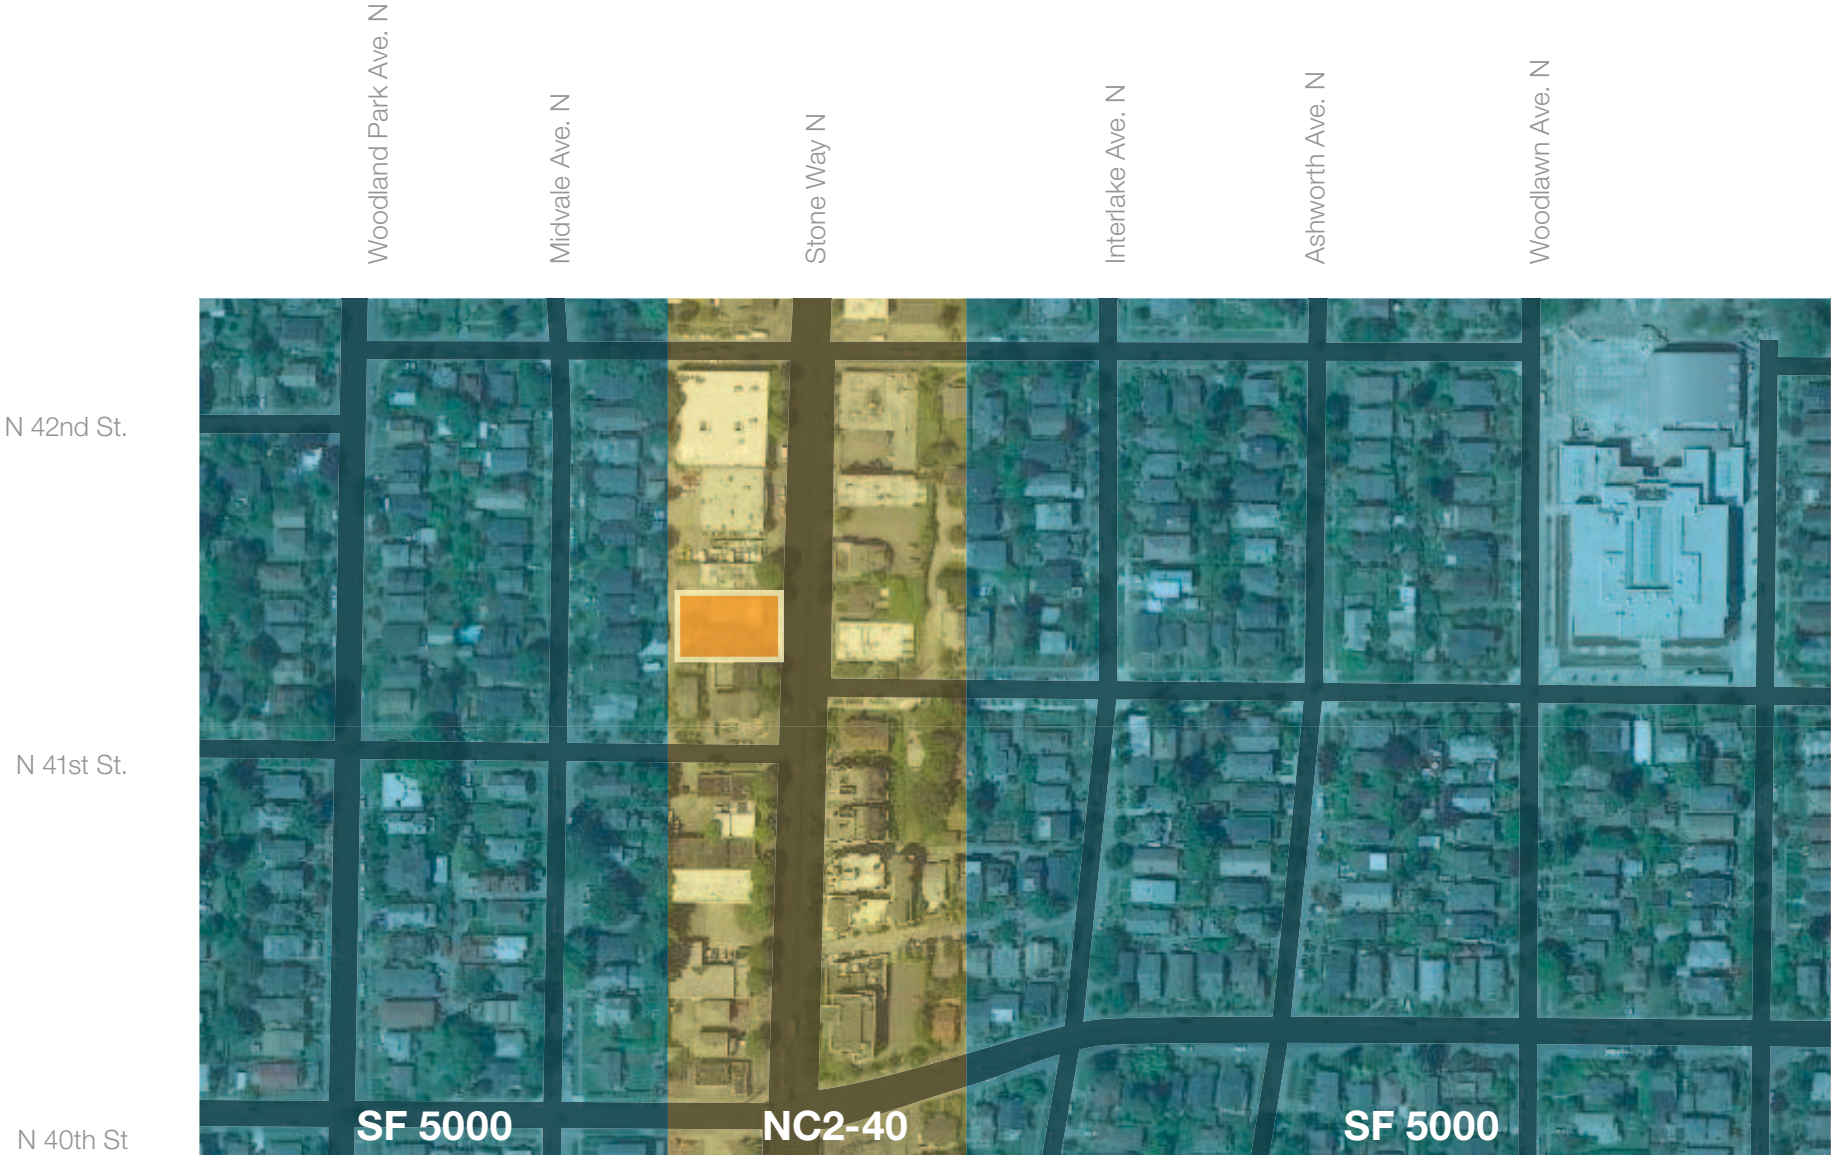 Woodland Park Ave. N
Midvale Ave. N
Stone Way N
Interlake Ave. N
Ashworth Ave. N
Woodlawn Ave. N
N 42nd St.
N 41st St.
N 40th St
SF 5000
NC2-40
SF 5000